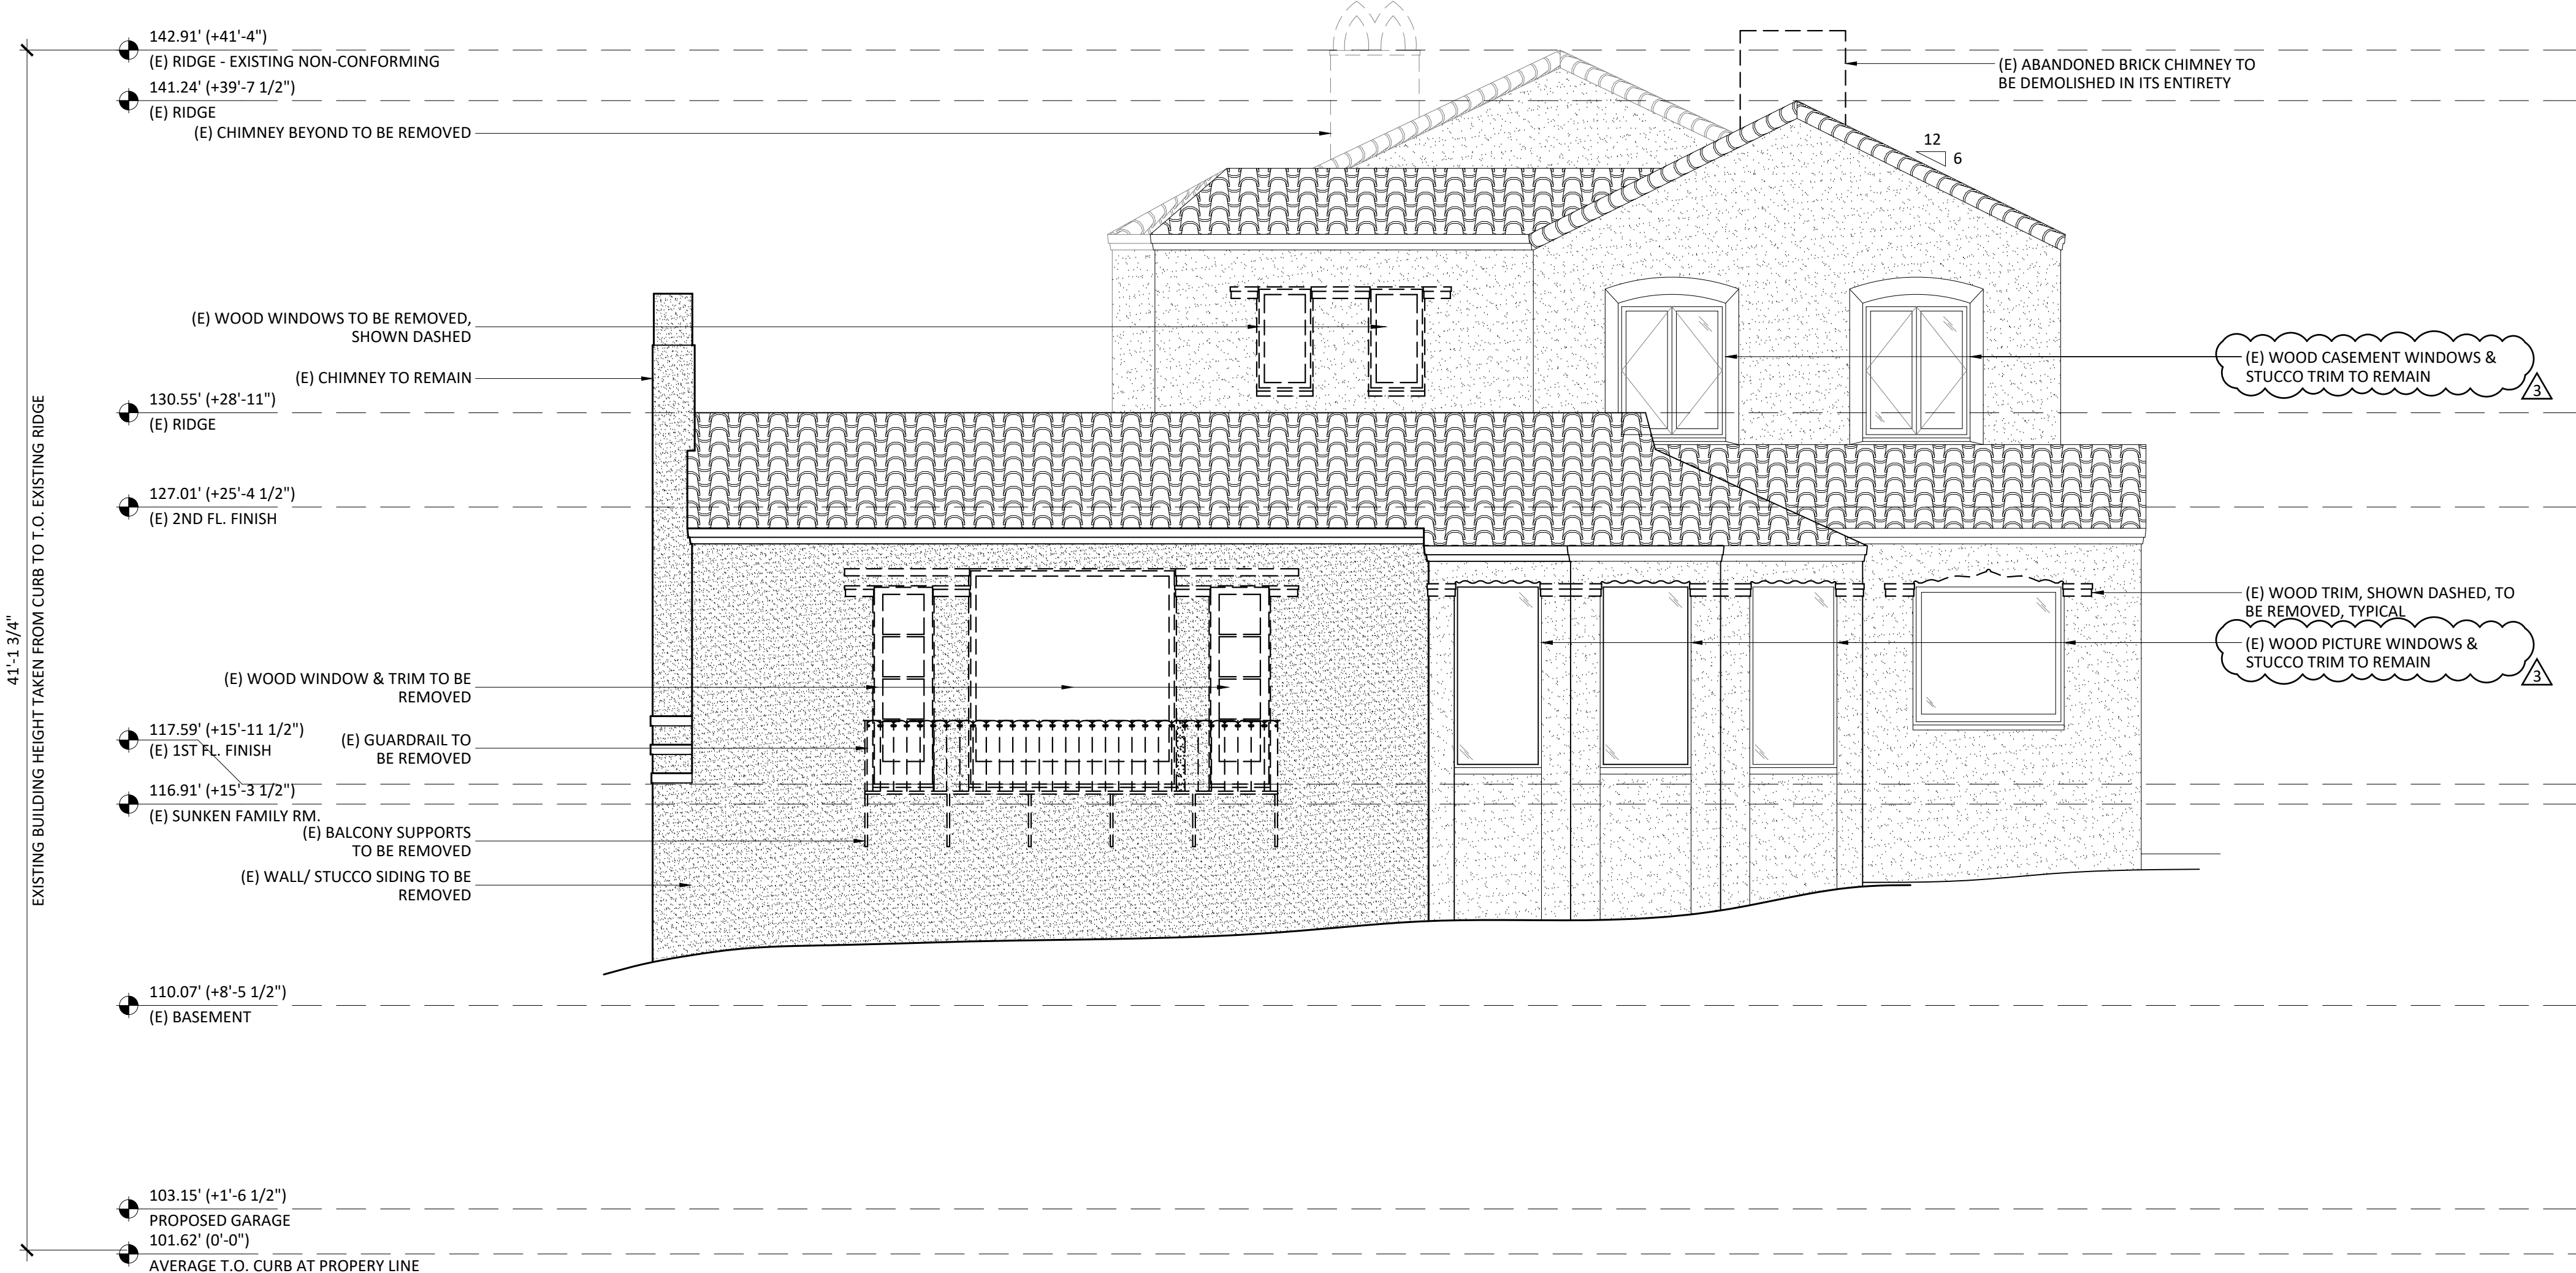 142.91' (+41'-4")
(E) RIDGE - EXISTING NON-CONFORMING
141.24' (+39'-7 1/2")
(E) RIDGE
(E) CHIMNEY BEYOND TO BE REMOVED
(E) ABANDONED BRICK CHIMNEY TO
BE DEMOLISHED IN ITS ENTIRETY
12
6
(E) WOOD WINDOWS TO BE REMOVED,
SHOWN DASHED
(E) CHIMNEY TO REMAIN
130.55' (+28'-11")
(E) RIDGE
(E) WOOD CASEMENT WINDOWS &
STUCCO TRIM TO REMAIN
3
127.01' (+25'-4 1/2")
(E) 2ND FL. FINISH
(E) WOOD TRIM, SHOWN DASHED, TO
BE REMOVED, TYPICAL
(E) WOOD PICTURE WINDOWS &
STUCCO TRIM TO REMAIN
3
41'-1 3/4"
EXISTING BUILDING HEIGHT TAKEN FROM CURB TO T.O. EXISTING RIDGE
(E) WOOD WINDOW & TRIM TO BE
REMOVED
117.59' (+15'-11 1/2")
(E) 1ST FL. FINISH
(E) GUARDRAIL TO
BE REMOVED
116.91' (+15'-3 1/2")
(E) SUNKEN FAMILY RM.
(E) BALCONY SUPPORTS
TO BE REMOVED
(E) WALL/ STUCCO SIDING TO BE
REMOVED
110.07' (+8'-5 1/2")
(E) BASEMENT
103.15' (+1'-6 1/2")
PROPOSED GARAGE
101.62' (0'-0")
AVERAGE T.O. CURB AT PROPERY LINE